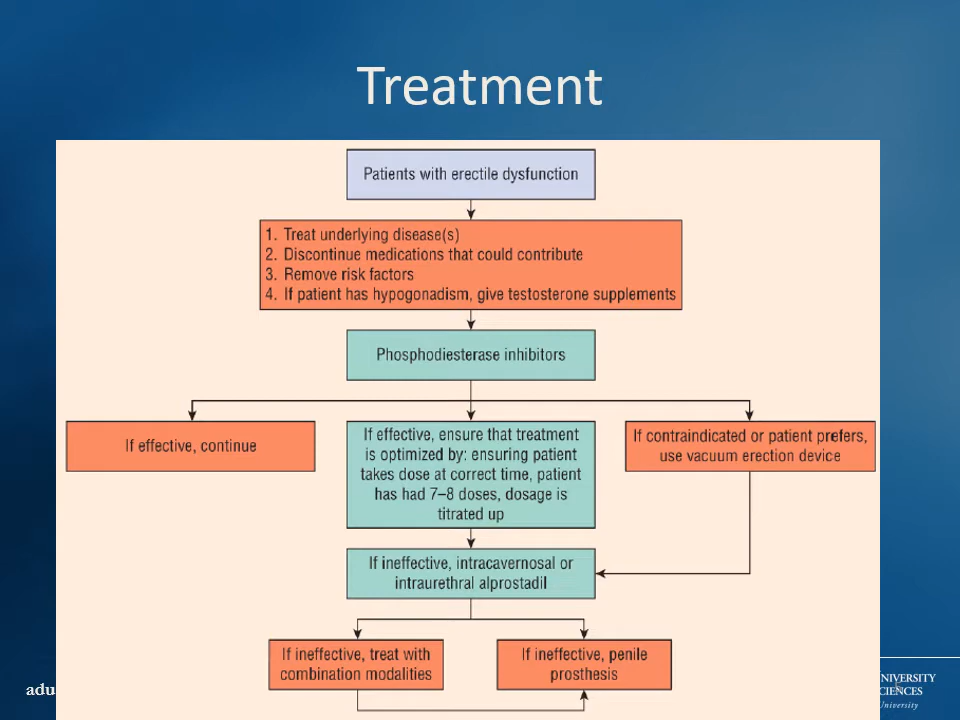 Treatment
Patients with erectile dysfunction
1. Treat underlying disease(s)
2. Discontinue medications that could contribute
3. Remove risk factors
4. If patient has hypogonadism, give testosterone supplements
Phosphodiesterase inhibitors
If effective, continue
If effective, ensure that treatment
is optimized by: ensuring patient
takes dose at correct time, patient
has had 7–8 doses, dosage is
titrated up
If contraindicated or patient prefers,
use vacuum erection device
If ineffective, intracavernosal or
intraurethral alprostadil
If ineffective, treat with
combination modalities
If ineffective, penile
prosthesis
adu
UNIVERSITY
CIENCES
University